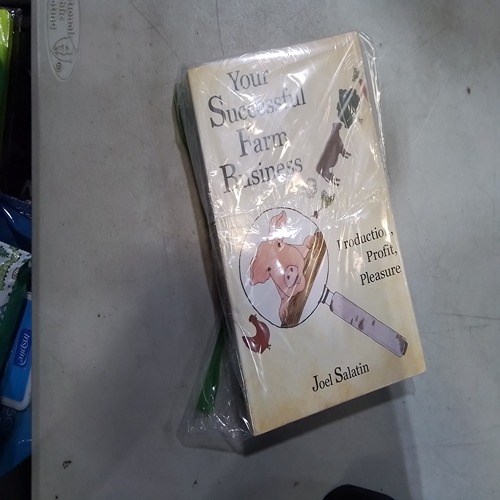 Your
Successful
Farm
Business
Production,
Profit,
Pleasure
Joel Salatin